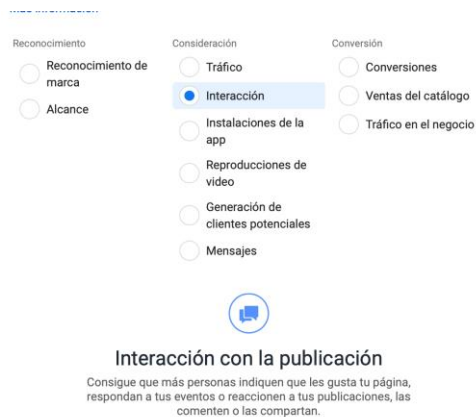 Reconocimiento
Reconocimiento de
marca
Alcance
Consideración
Tráfico
Interacción
Instalaciones de la
app
Reproducciones de
video
Generación de
clientes potenciales
Mensajes
Conversión
Conversiones
Ventas del catálogo
Tráfico en el negocio
Interacción con la publicación
Consigue que más personas indiquen que les gusta tu página,
respondan a tus eventos o reaccionen a tus publicaciones, las
comenten o las compartan.